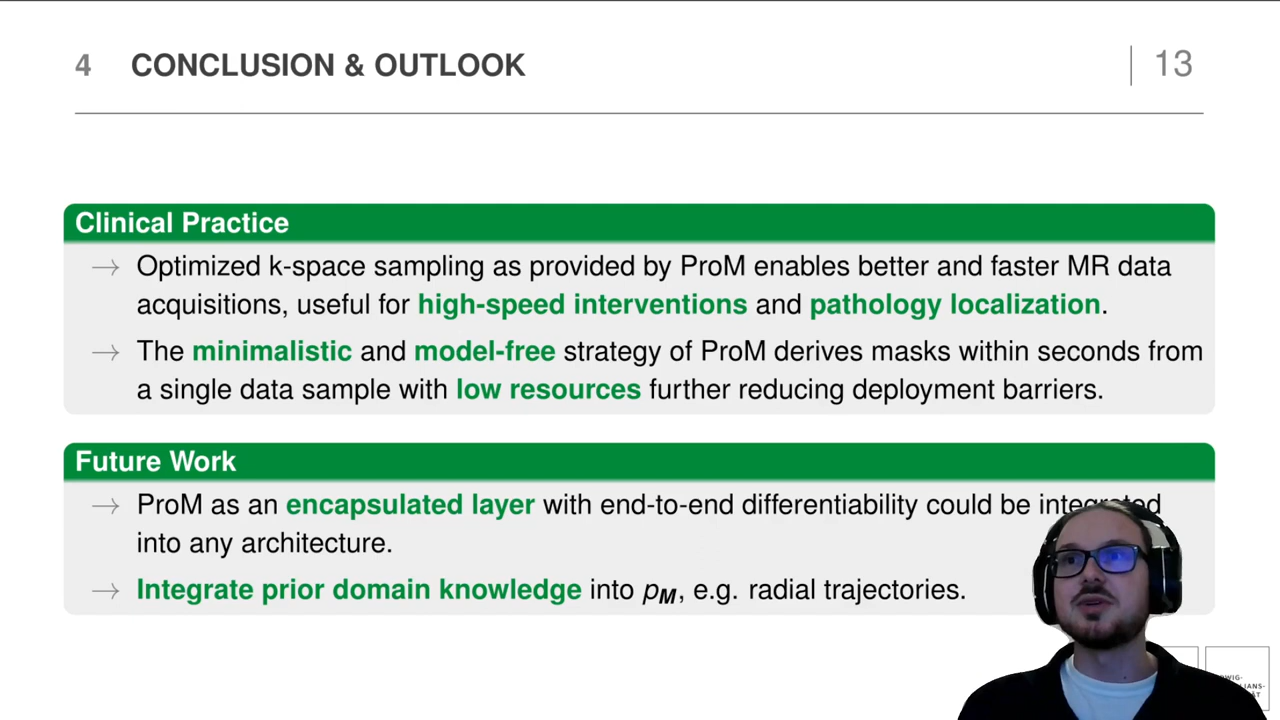 4 CONCLUSION & OUTLOOK 13
Clinical Practice
→ Optimized k-space sampling as provided by ProM enables better and faster MR data
acquisitions, useful for high-speed interventions and pathology localization.
→ The minimalistic and model-free strategy of ProM derives masks within seconds from
a single data sample with low resources further reducing deployment barriers.
Future Work
→ ProM as an encapsulated layer with end-to-end differentiability could be integrated
into any architecture.
→ Integrate prior domain knowledge into pM, e.g. radial trajectories.